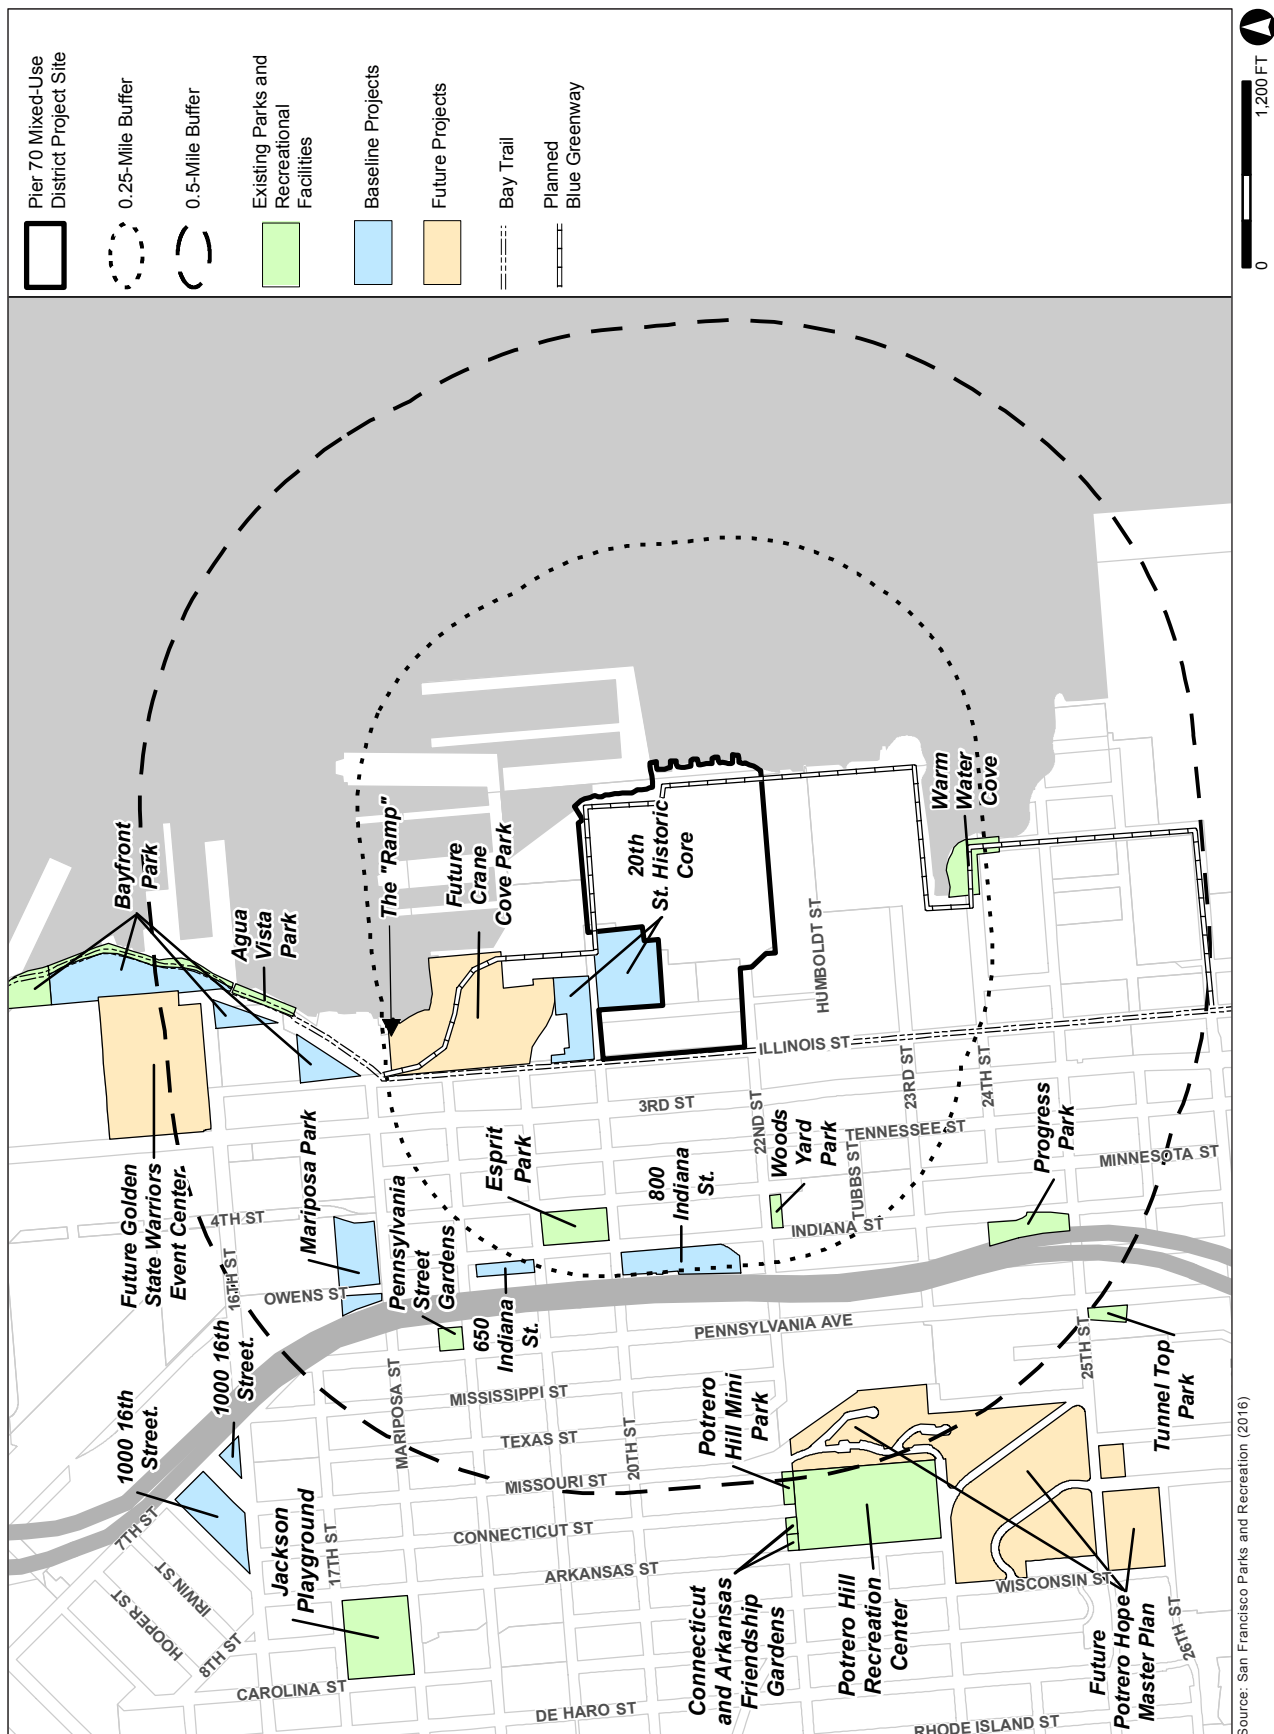 Pier 70 Mixed-Use
District Project Site
0.25-Mile Buffer
0.5-Mile Buffer
Existing Parks and
Recreational
Facilities
Baseline Projects
Future Projects
Bay Trail
Planned
Blue Greenway
0
1,200 FT
Bayfront
Park
Agua
Vista
Park
The "Ramp"
Future
Crane
Cove Park
20th
St. Historic
Core
Warm
Water
Cove
Future Golden
State Warriors
Event Center.
Mariposa Park
Pennsylvania
Street
Gardens
Esprit
Park
650
Indiana
St.
800
Indiana
St.
Woods
Yard
Park
Progress
Park
1000 16th
Street.
1000 16th
Street.
Jackson
Playground
Potrero
Hill Mini
Park
Connecticut
and Arkansas
Friendship
Gardens
Potrero Hill
Recreation
Center
Future
Potrero Hope
Master Plan
Tunnel Top
Park
HUMBOLDT ST
ILLINOIS ST
3RD ST
22ND ST
23RD ST
24TH ST
TENNESSEE ST
TUBBS ST
MINNESOTA ST
INDIANA ST
4TH ST
16TH ST
OWENS ST
PENNSYLVANIA AVE
25TH ST
MARIPOSA ST
MISSISSIPPI ST
TEXAS ST
20TH ST
MISSOURI ST
CONNECTICUT ST
ARKANSAS ST
WISCONSIN ST
26TH ST
7TH ST
IRWIN ST
HOOPER ST
8TH ST
17TH ST
CAROLINA ST
DE HARO ST
RHODE ISLAND ST
Source: San Francisco Parks and Recreation (2016)